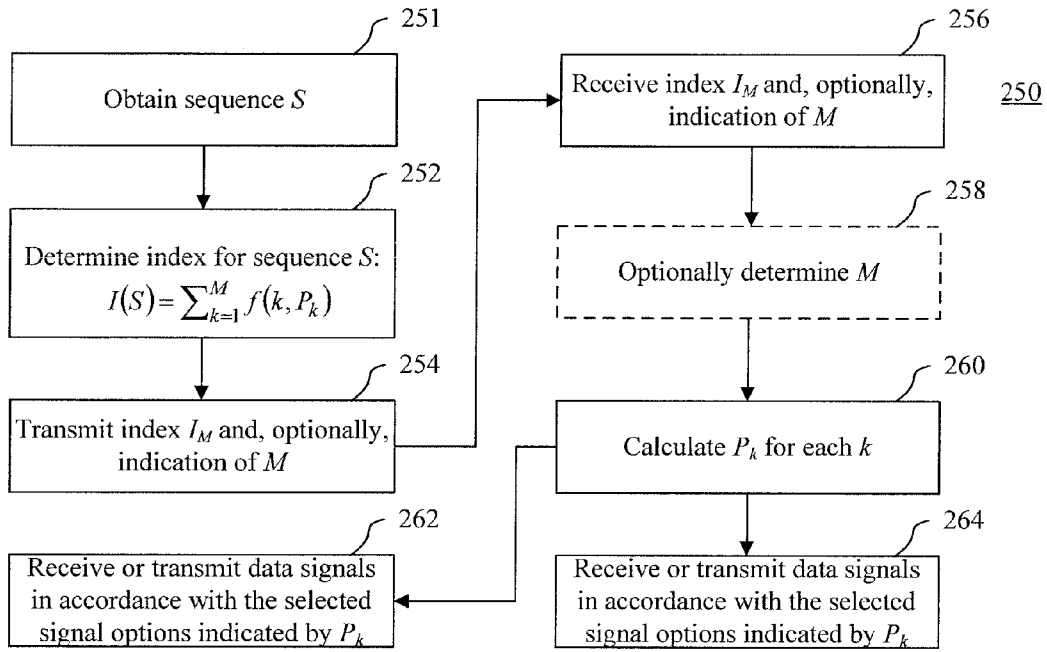 251
Obtain sequence S
252
Determine index for sequence S:
I(S) = ∑_{k=1}^{M} f(k, P_k)
254
Transmit index I_M and, optionally,
indication of M
262
Receive or transmit data signals
in accordance with the selected
signal options indicated by P_k
256
Receive index I_M and, optionally,
indication of M
250
258
Optionally determine M
260
Calculate P_k for each k
264
Receive or transmit data signals
in accordance with the selected
signal options indicated by P_k